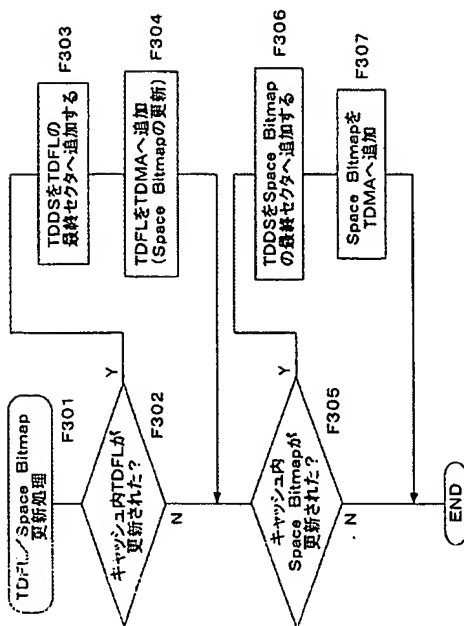 TDFL/Space Bitmap
更新処理
F301
キャッシュ内TDFLが
更新された?
F302
Y
N
TDDSをTDFLの
最終セクタへ追加する
F303
TDFLをTDMAへ追加
(Space Bitmapの更新)
F304
キャッシュ内
Space Bitmapが
更新された?
F305
Y
N
TDDSをSpace Bitmap
の最終セクタへ追加する
F306
Space Bitmapを
TDMAへ追加
F307
END